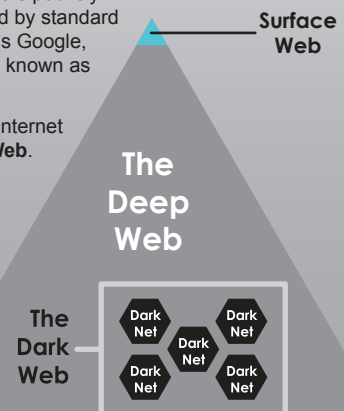 d by standard
s Google,
known as
nternet
Web.
Surface
Web
The
Deep
Web
The
Dark
Web
Dark
Net
Dark
Net
Dark
Net
Dark
Net
Dark
Net